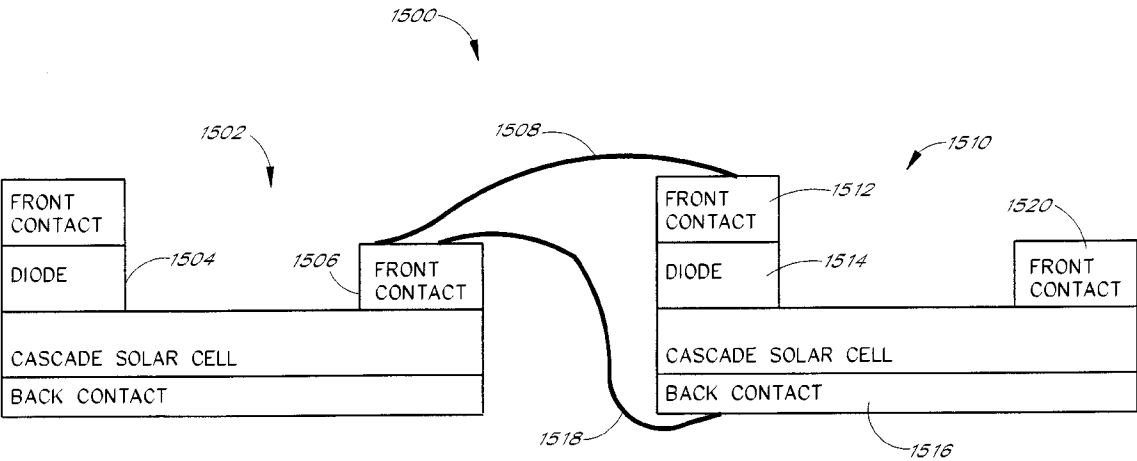 1500
1502
1508
1510
FRONT
CONTACT
1512
FRONT
CONTACT
1520
DIODE
1504
1506
FRONT
CONTACT
DIODE
1514
FRONT
CONTACT
CASCADE SOLAR CELL
CASCADE SOLAR CELL
BACK CONTACT
BACK CONTACT
1518
1516